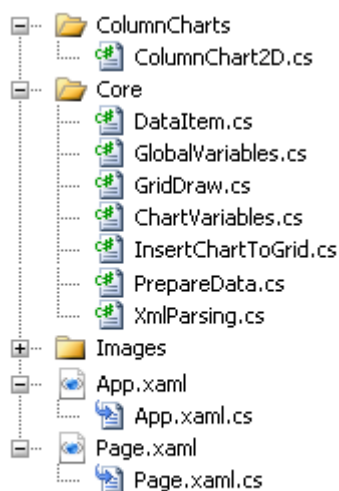 ColumnCharts
ColumnChart2D.cs
Core
DataItem.cs
GlobalVariables.cs
GridDraw.cs
ChartVariables.cs
InsertChartToGrid.cs
PrepareData.cs
XmlParsing.cs
Images
App.xaml
App.xaml.cs
Page.xaml
Page.xaml.cs